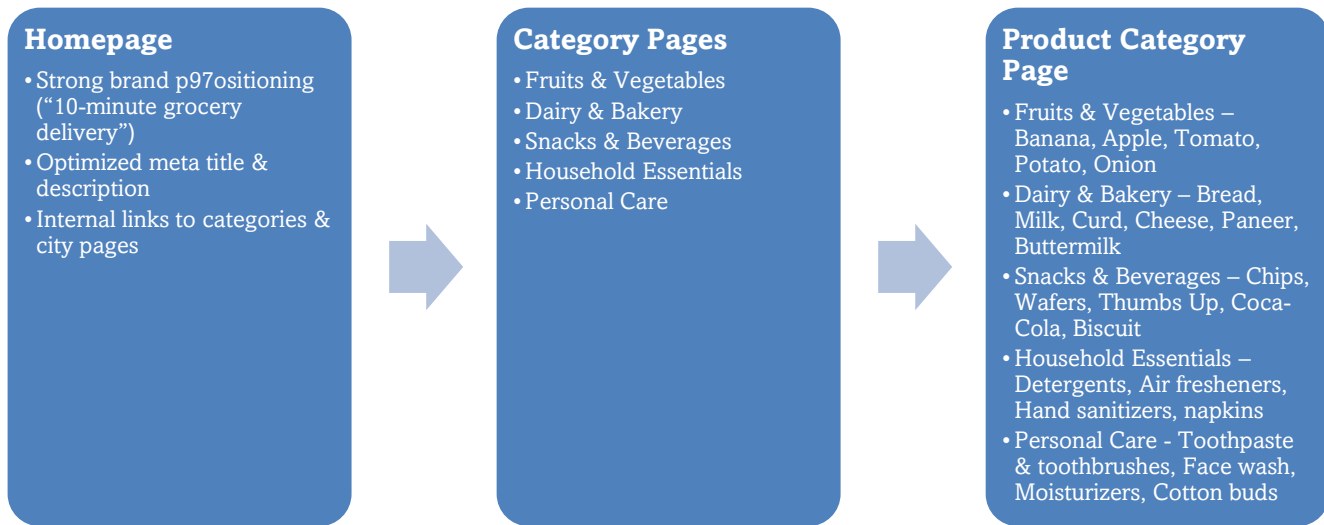 Homepage
• Strong brand p97ositioning
(“10-minute grocery
delivery”)
• Optimized meta title &
description
• Internal links to categories &
city pages
Category Pages
• Fruits & Vegetables
• Dairy & Bakery
• Snacks & Beverages
• Household Essentials
• Personal Care
Product Category
Page
• Fruits & Vegetables –
Banana, Apple, Tomato,
Potato, Onion
• Dairy & Bakery – Bread,
Milk, Curd, Cheese, Paneer,
Buttermilk
• Snacks & Beverages – Chips,
Wafers, Thumbs Up, Coca-
Cola, Biscuit
• Household Essentials –
Detergents, Air fresheners,
Hand sanitizers, napkins
• Personal Care - Toothpaste
& toothbrushes, Face wash,
Moisturizers, Cotton buds